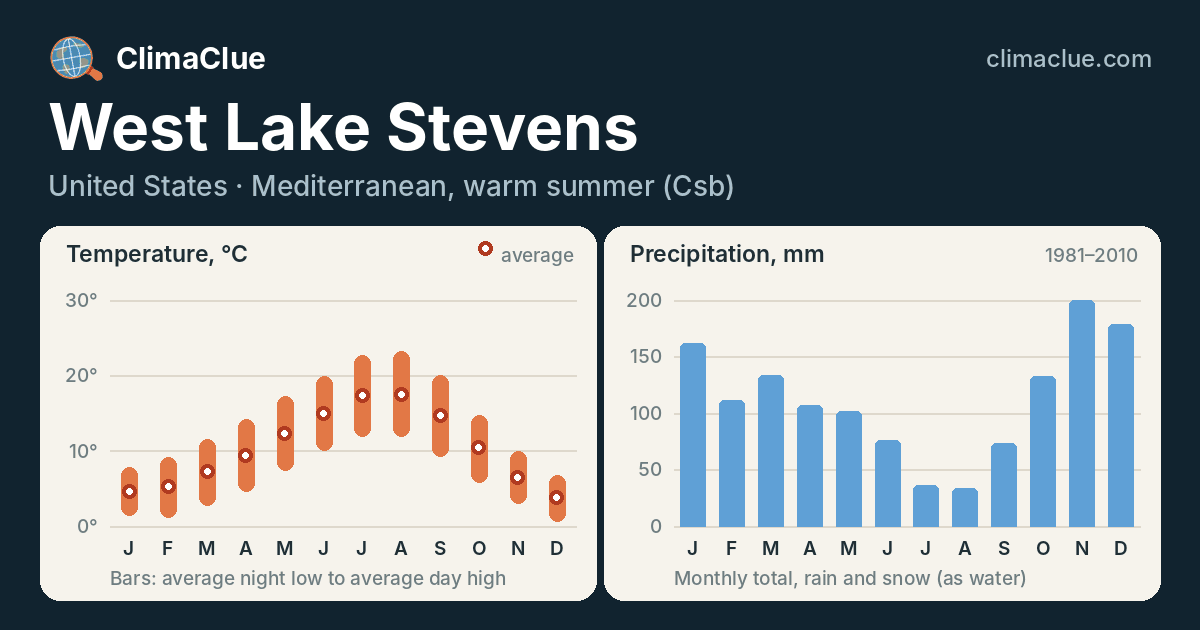 ClimaClue
climaclue.com
West Lake Stevens
United States · Mediterranean, warm summer (Csb)
Temperature, °C
average
30°
20°
10°
0°
J F M A M J J A S O N D
Bars: average night low to average day high
Precipitation, mm
1981–2010
200
150
100
50
0
J F M A M J J A S O N D
Monthly total, rain and snow (as water)